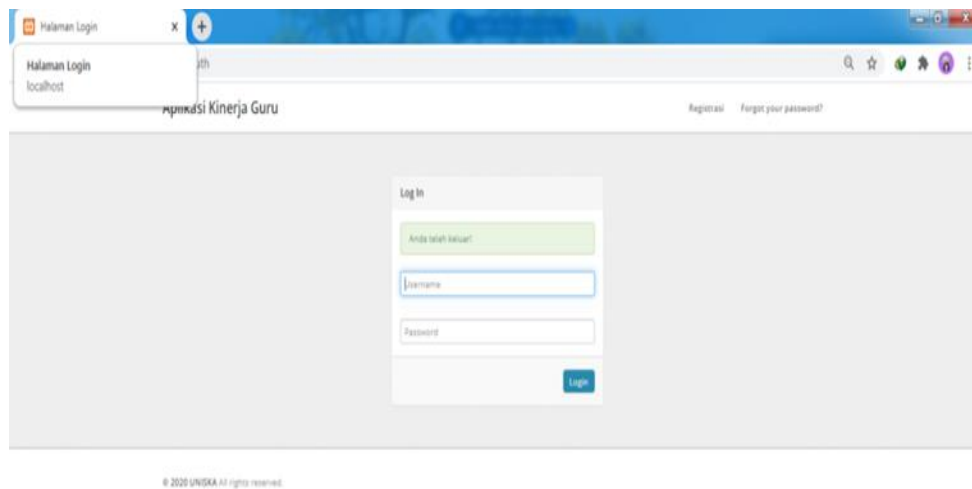 Halaman Login
Halaman Login
localhost
uth
Aplikasi Kinerja Guru
Registrasi Forgot your password?
Log In
Anda telah keluar!
Username
Password
Login
© 2020 UNISKA All rights reserved.